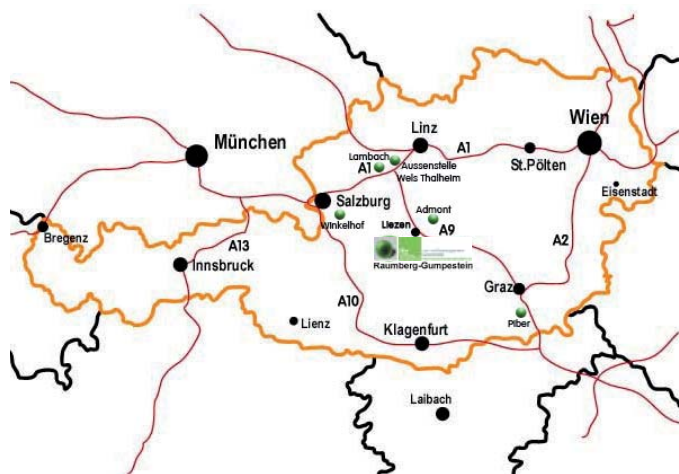 Wien
Linz
A1
München
Lambach
A1
Aussenstelle
Wels Thalheim
St.Pölten
Eisenstadt
Salzburg
Winkelhof
Admont
Liezen
A9
A2
Bregenz
A13
Innsbruck
Raumberg-Gumpestein
Graz
A10
Piber
Lienz
Klagenfurt
Laibach